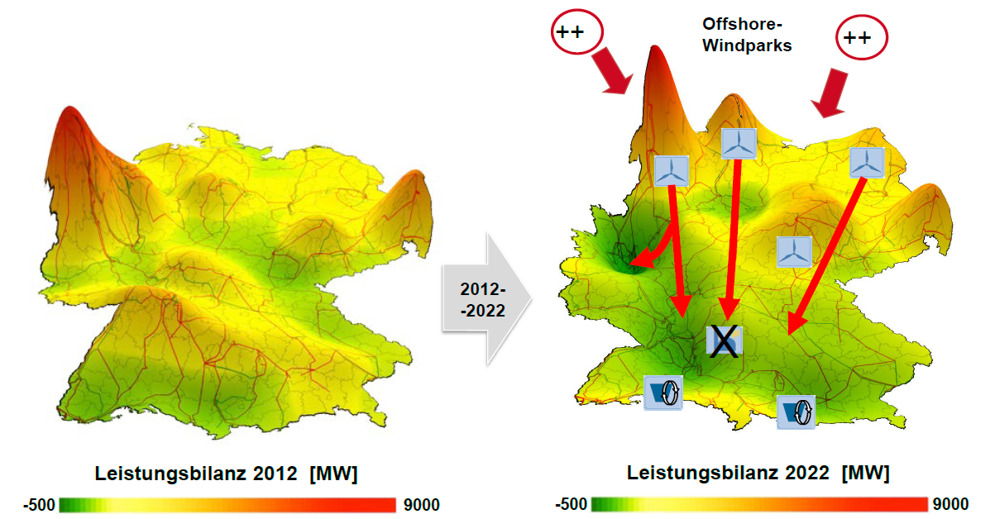 ++
Offshore-
Windparks
++
2012-
-2022
X
Leistungsbilanz 2012 [MW]
-500
9000
Leistungsbilanz 2022 [MW]
-500
9000